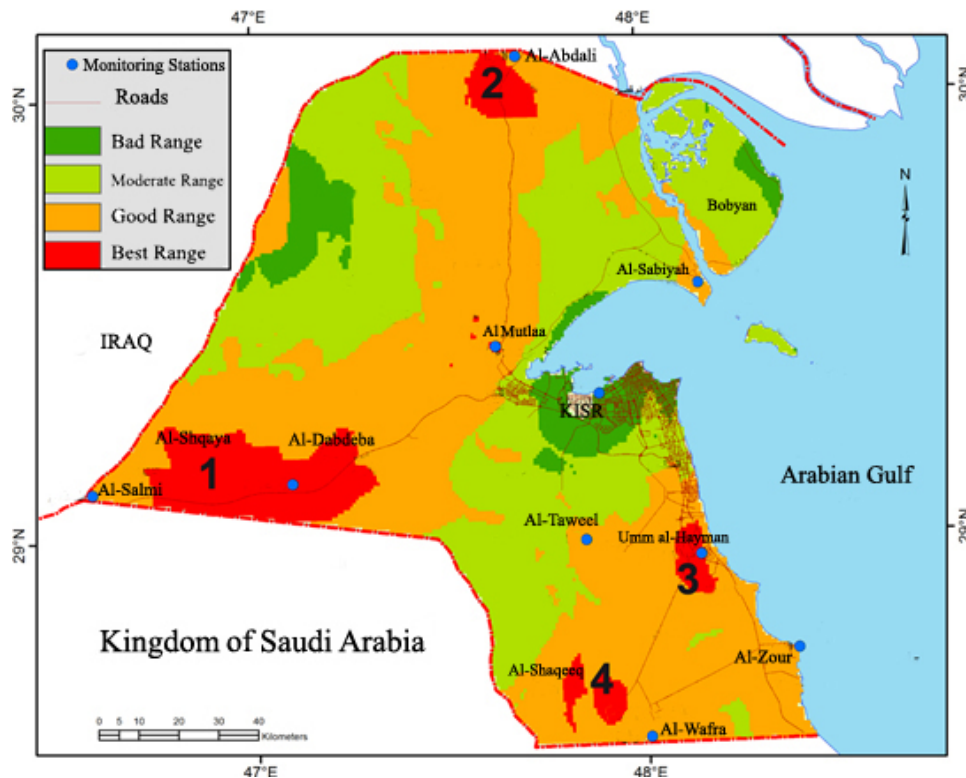 47°E
48°E
Monitoring Stations
Roads
Bad Range
Moderate Range
Good Range
Best Range
Al-Abdali
2
30°N
30°N
N
Bobyan
Al-Sabiyah
IRAQ
Al Mutlaa
KISR
Al-Shqaya
Al-Dabdeba
1
Al-Salmi
Arabian Gulf
Al-Taweel
Umm al-Hayman
29°N
29°N
3
Kingdom of Saudi Arabia
Al-Shaqeeq
4
Al-Zour
Al-Wafra
0 5 10 20 30 40
Kilometers
47°E
48°E